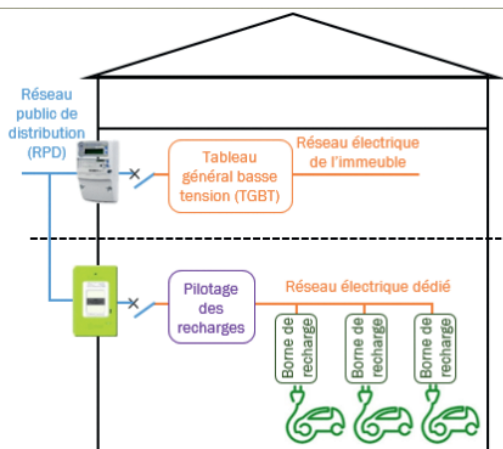 Réseau
public de
distribution
(RPD)
Tableau
général basse
tension (TGBT)
Réseau électrique
de l'immeuble
Pilotage
des
recharges
Réseau électrique dédié
Borne de
recharge
Borne de
recharge
Borne de
recharge